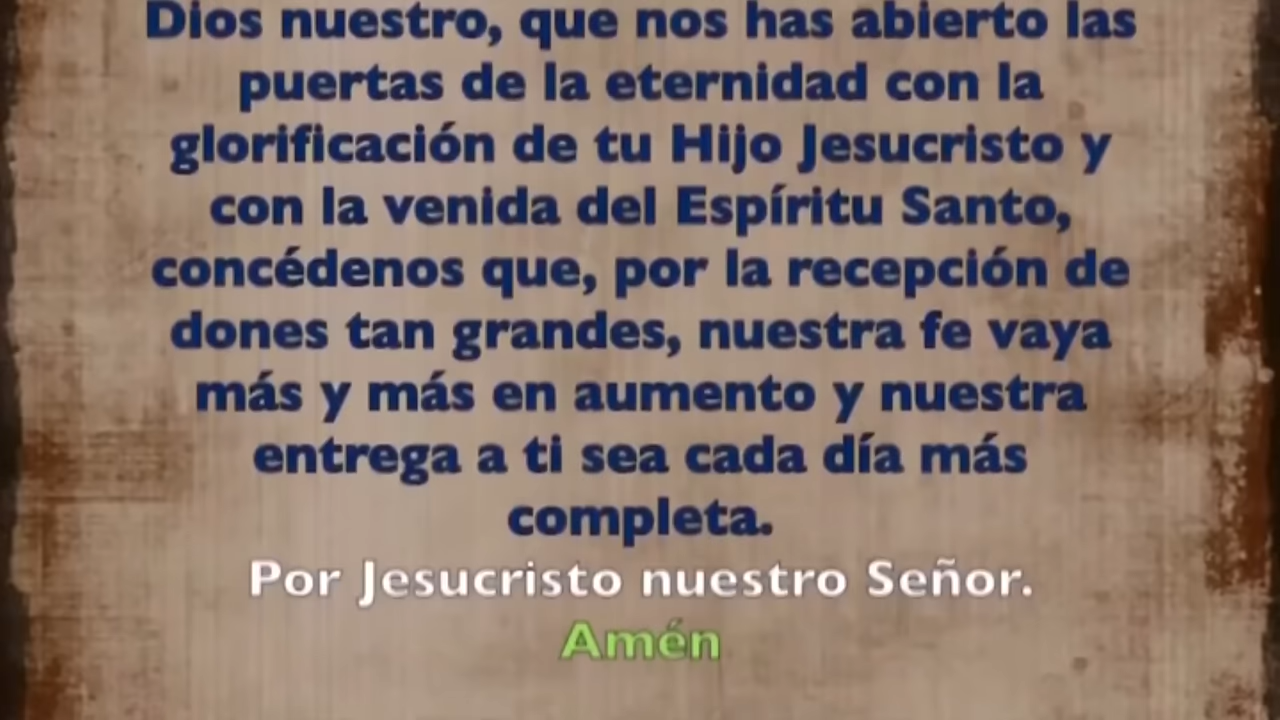 Dios nuestro, que nos has abierto las
puertas de la eternidad con la
glorificación de tu Hijo Jesucristo y
con la venida del Espíritu Santo,
concédenos que, por la recepción de
dones tan grandes, nuestra fe vaya
más y más en aumento y nuestra
entrega a ti sea cada día más
completa.
Por Jesucristo nuestro Señor.
Amén